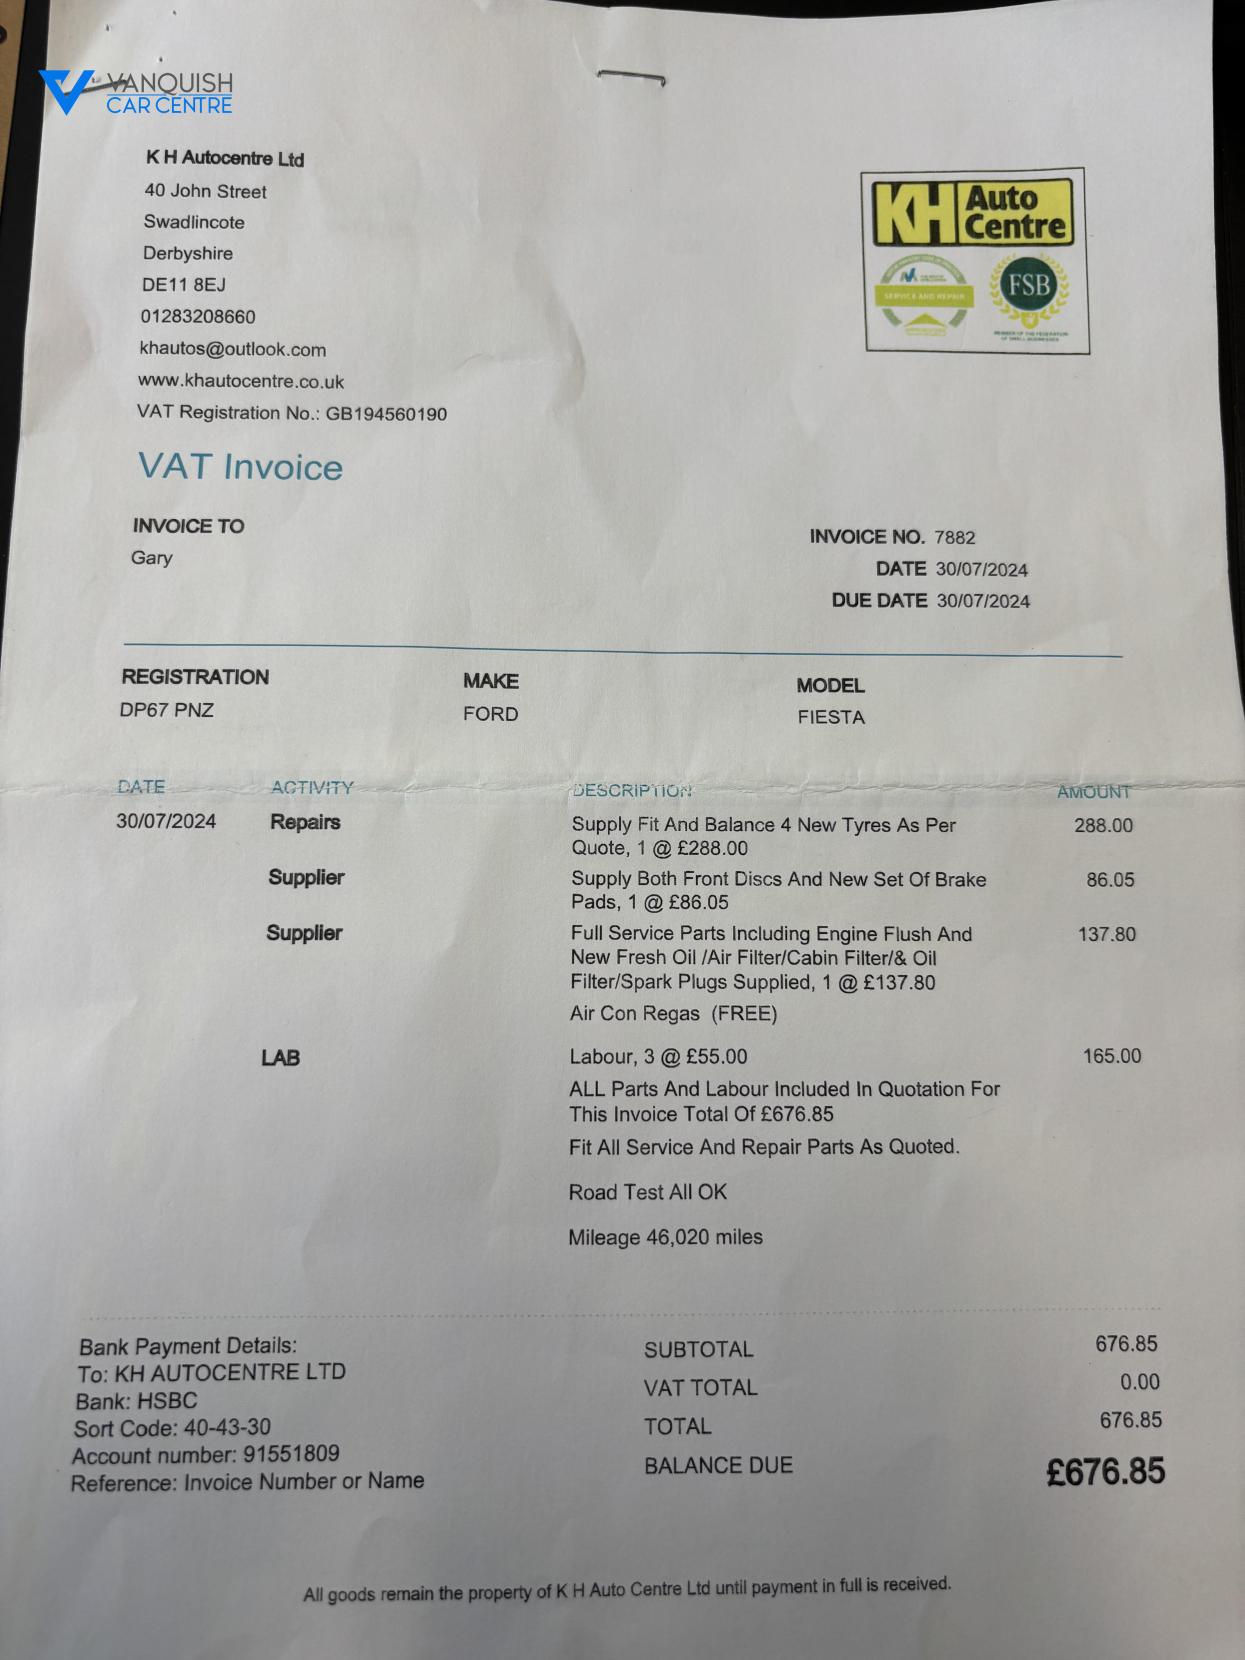 VANQUISH
CAR CENTRE
K H Autocentre Ltd
40 John Street
Swadlincote
Derbyshire
DE11 8EJ
01283208660
khautos@outlook.com
www.khautocentre.co.uk
VAT Registration No.: GB194560190
KH Auto
Centre
SERVICE AND REPAIR
FSB
MEMBER OF THE FEDERATION
OF SMALL BUSINESSES
VAT Invoice
INVOICE TO
Gary
INVOICE NO. 7882
DATE 30/07/2024
DUE DATE 30/07/2024
REGISTRATION MAKE MODEL
DP67 PNZ FORD FIESTA
DATE ACTIVITY DESCRIPTION AMOUNT
30/07/2024 Repairs Supply Fit And Balance 4 New Tyres As Per 288.00
Quote, 1 @ £288.00
Supplier Supply Both Front Discs And New Set Of Brake 86.05
Pads, 1 @ £86.05
Supplier Full Service Parts Including Engine Flush And 137.80
New Fresh Oil /Air Filter/Cabin Filter/& Oil
Filter/Spark Plugs Supplied, 1 @ £137.80
Air Con Regas (FREE)
LAB Labour, 3 @ £55.00 165.00
ALL Parts And Labour Included In Quotation For
This Invoice Total Of £676.85
Fit All Service And Repair Parts As Quoted.
Road Test All OK
Mileage 46,020 miles
Bank Payment Details:
To: KH AUTOCENTRE LTD
Bank: HSBC
Sort Code: 40-43-30
Account number: 91551809
Reference: Invoice Number or Name
SUBTOTAL 676.85
VAT TOTAL 0.00
TOTAL 676.85
BALANCE DUE £676.85
All goods remain the property of K H Auto Centre Ltd until payment in full is received.